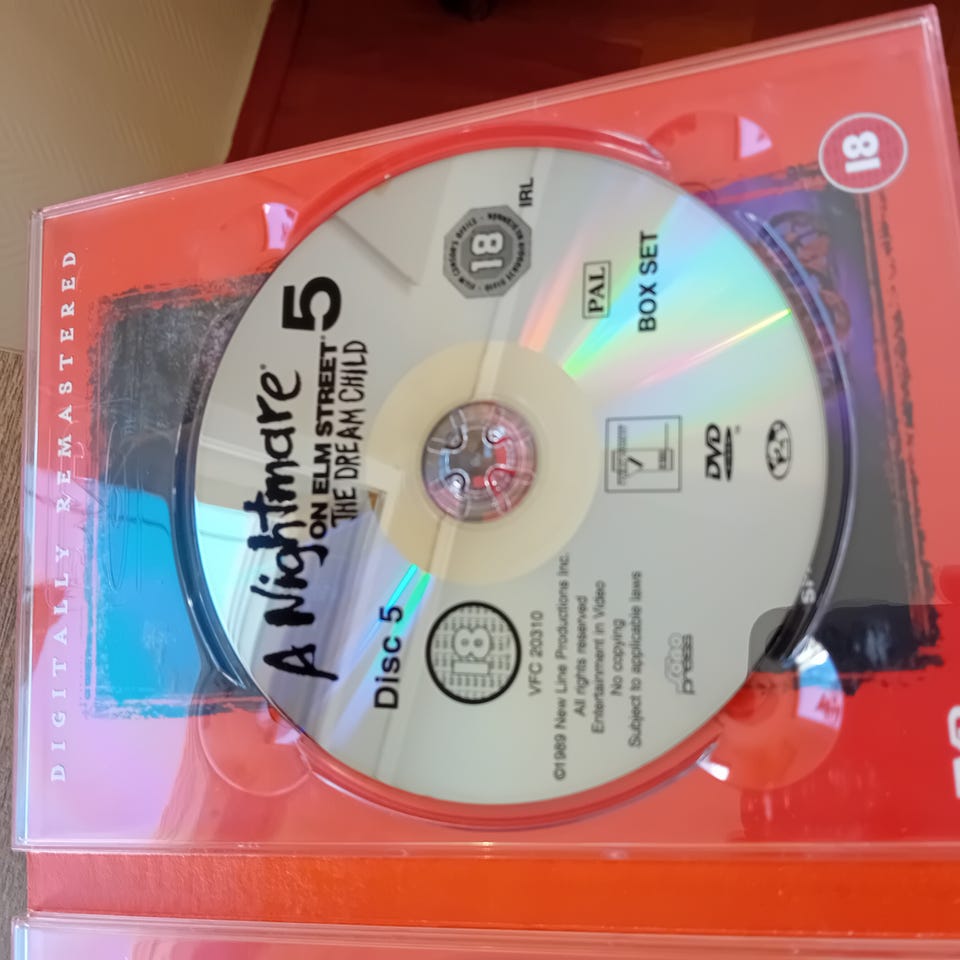 DIGITALLY REMASTERED
18
A Nightmare
ON ELM STREET 5
THE DREAM CHILD
Disc 5
18
IRL
18
PAL
BOX SET
VFC 20310
©1989 New Line Productions Inc.
All rights reserved
Entertainment in Video
No copying
Subject to applicable laws
DVD
sono
press